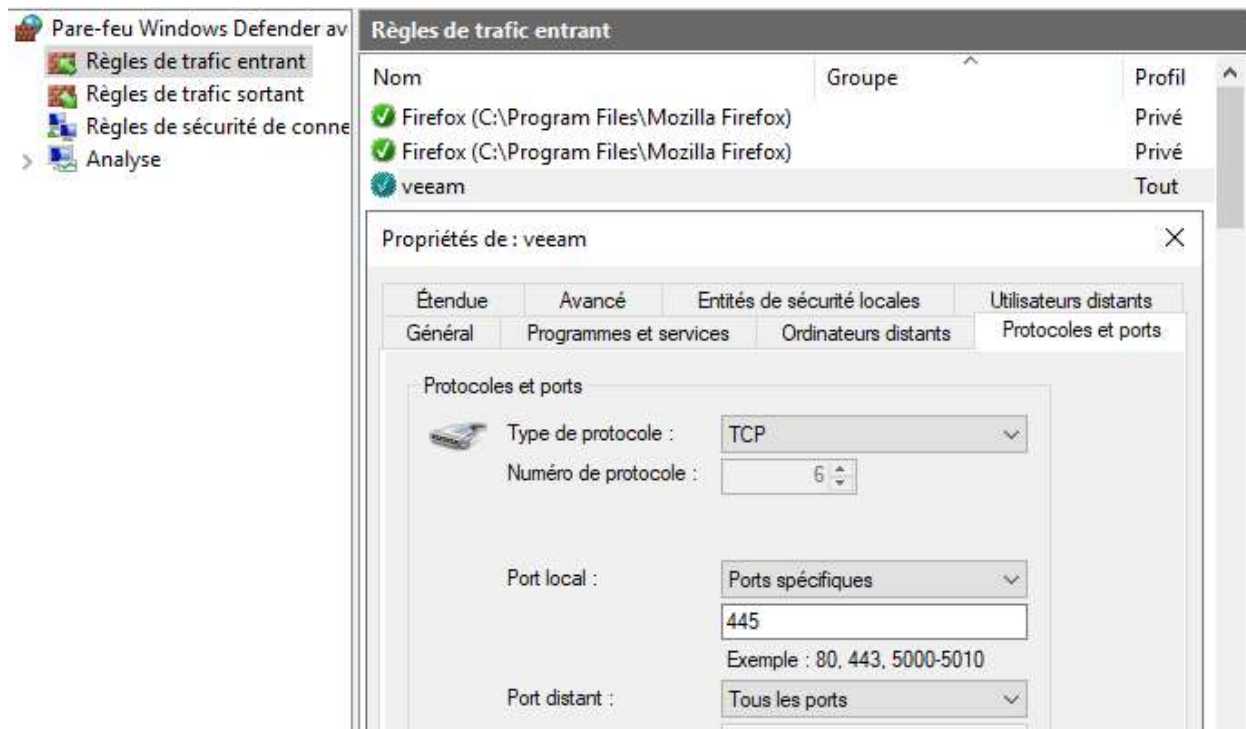 Pare-feu Windows Defender av
Règles de trafic entrant
Règles de trafic sortant
Règles de sécurité de conne
Analyse
Règles de trafic entrant
Nom Groupe Profil
Firefox (C:\Program Files\Mozilla Firefox) Privé
Firefox (C:\Program Files\Mozilla Firefox) Privé
veeam Tout
Propriétés de : veeam
Étendue Avancé Entités de sécurité locales Utilisateurs distants
Général Programmes et services Ordinateurs distants Protocoles et ports
Protocoles et ports
Type de protocole : TCP
Numéro de protocole : 6
Port local : Ports spécifiques
445
Exemple : 80, 443, 5000-5010
Port distant : Tous les ports